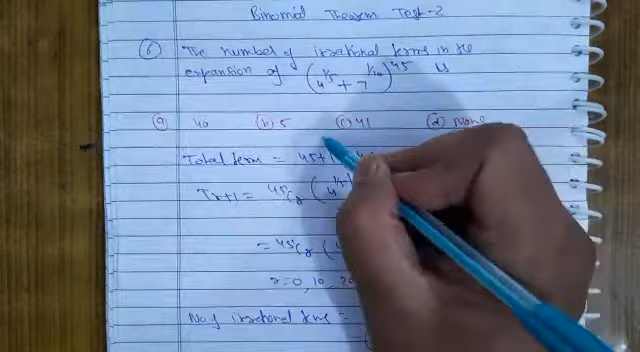 Binomial Theorem Test-2
⑥ The number of irrational terms in the
expansion of (4^1/5 + 7^1/10)^45 is
(a) 40 (b) 5 (c) 41 (d) None
Total term = 45+1
Tr+1 = 45Cr (4^1/5)
= 45Cr (4
r=0, 10, 20
No of irrational terms =